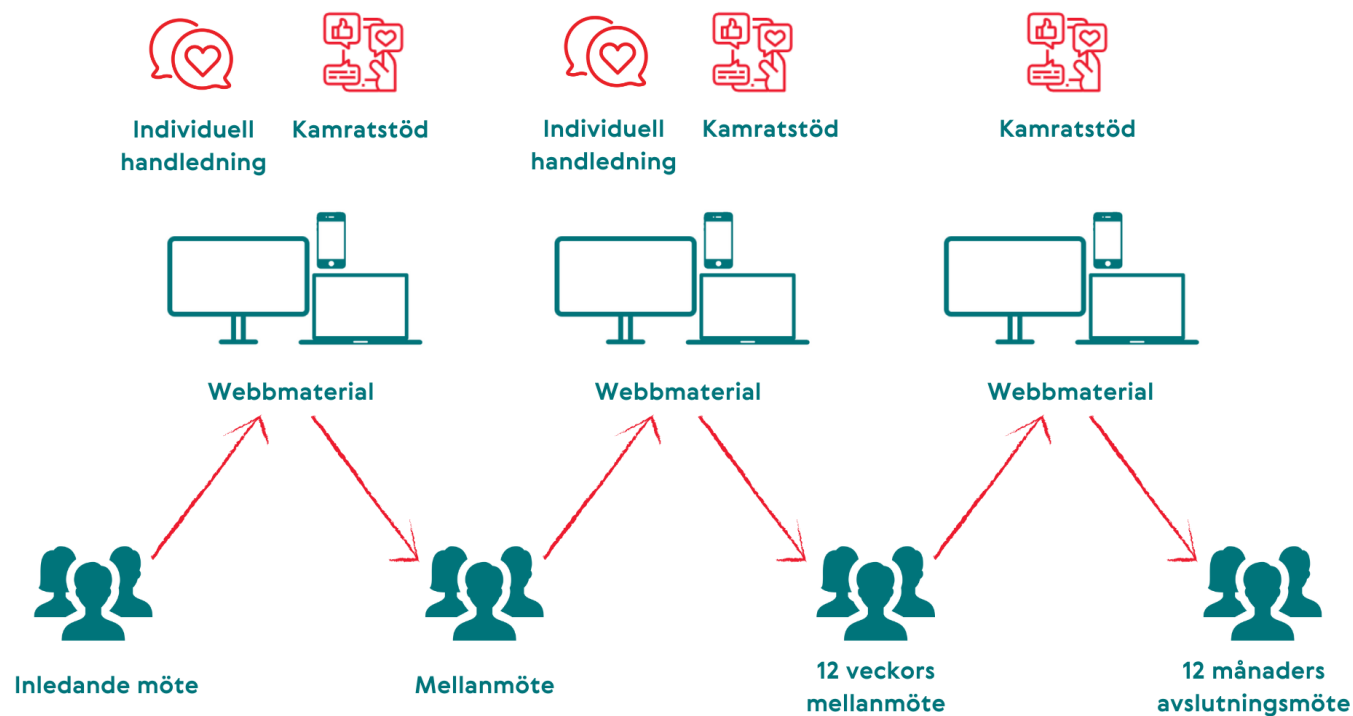 Individuell
handledning
Kamratstöd
Individuell
handledning
Kamratstöd
Kamratstöd
Webbmaterial
Webbmaterial
Webbmaterial
Inledande möte
Mellanmöte
12 veckors
mellanmöte
12 månaders
avslutningsmöte